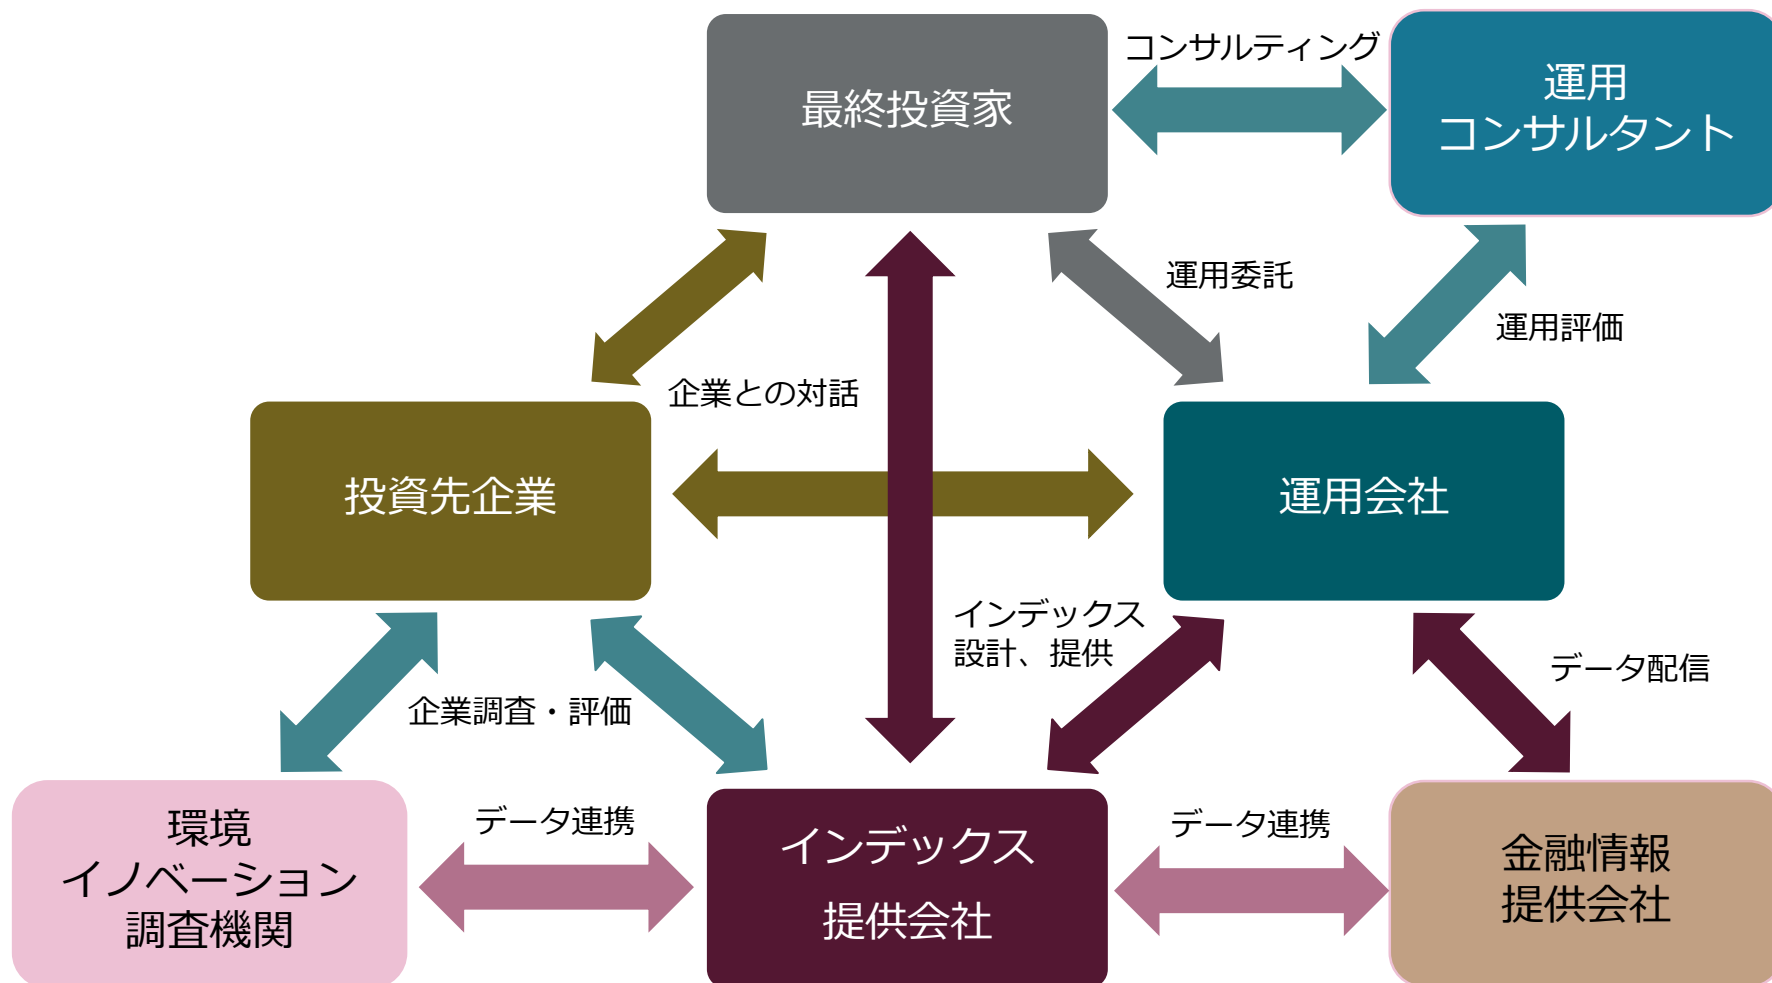 コンサルティング
最終投資家
運用
コンサルタント
運用委託
運用評価
企業との対話
投資先企業
運用会社
インデックス
設計、提供
データ配信
企業調査・評価
環境
イノベーション
調査機関
データ連携
インデックス
提供会社
データ連携
金融情報
提供会社